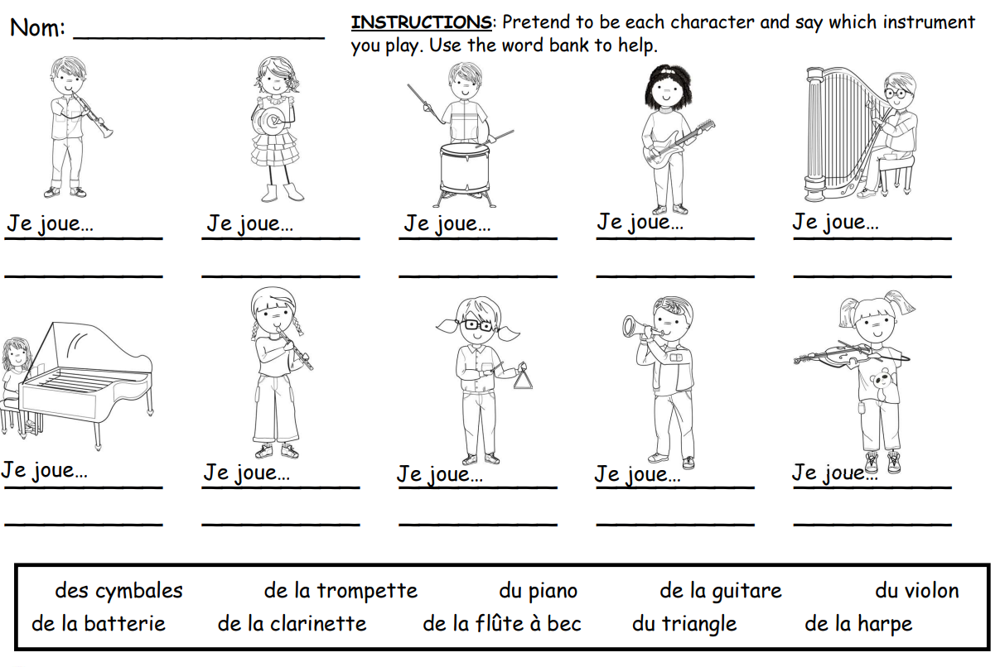 Nom: ____________________
INSTRUCTIONS: Pretend to be each character and say which instrument
you play. Use the word bank to help.
Je joue... Je joue... Je joue... Je joue... Je joue...
Je joue... Je joue... Je joue... Je joue... Je joue...
des cymbales de la trompette du piano de la guitare du violon
de la batterie de la clarinette de la flûte à bec du triangle de la harpe